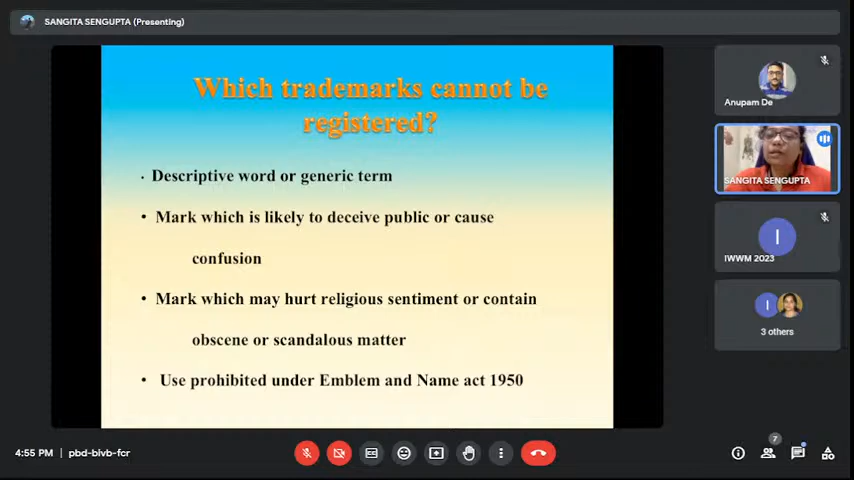 SANGITA SENGUPTA (Presenting)
Which trademarks cannot be
registered?
· Descriptive word or generic term
• Mark which is likely to deceive public or cause
confusion
• Mark which may hurt religious sentiment or contain
obscene or scandalous matter
• Use prohibited under Emblem and Name act 1950
Anupam De
SANGITA SENGUPTA
I
IWWM 2023
I
3 others
4:55 PM | pbd-bivb-fcr
7